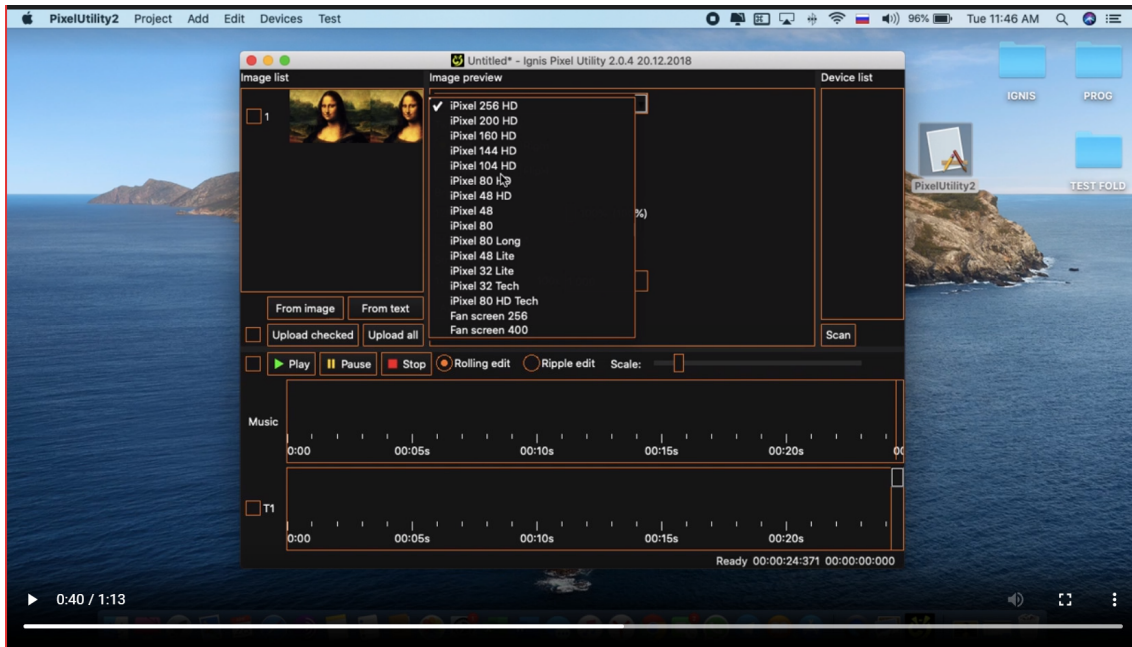 PixelUtility2 Project Add Edit Devices Test 96% Tue 11:46 AM
Untitled* - Ignis Pixel Utility 2.0.4 20.12.2018
Image list Image preview Device list
IGNIS PROG
1
✓ iPixel 256 HD
iPixel 200 HD
iPixel 160 HD
iPixel 144 HD
iPixel 104 HD
iPixel 80 HD
iPixel 48 HD
iPixel 48
iPixel 80
iPixel 80 Long
iPixel 48 Lite
iPixel 32 Lite
iPixel 32 Tech
iPixel 80 HD Tech
Fan screen 256
Fan screen 400
%)
PixelUtility2 TEST FOLD
From image From text
Upload checked Upload all Scan
Play Pause Stop Rolling edit Ripple edit Scale:
Music
0:00 00:05s 00:10s 00:15s 00:20s 00
T1
0:00 00:05s 00:10s 00:15s 00:20s
Ready 00:00:24:371 00:00:00:000
0:40 / 1:13